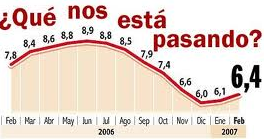 ¿Qué nos está pasando?
7,8 8,4 8,6 8,8 8,9 8,8 8,5 7,9 7,4 6,6 6,0 6,1 6,4
Feb Mar Abr May Jun Jul Ago Sep Oct Nov Dic Ene Feb
2006 2007